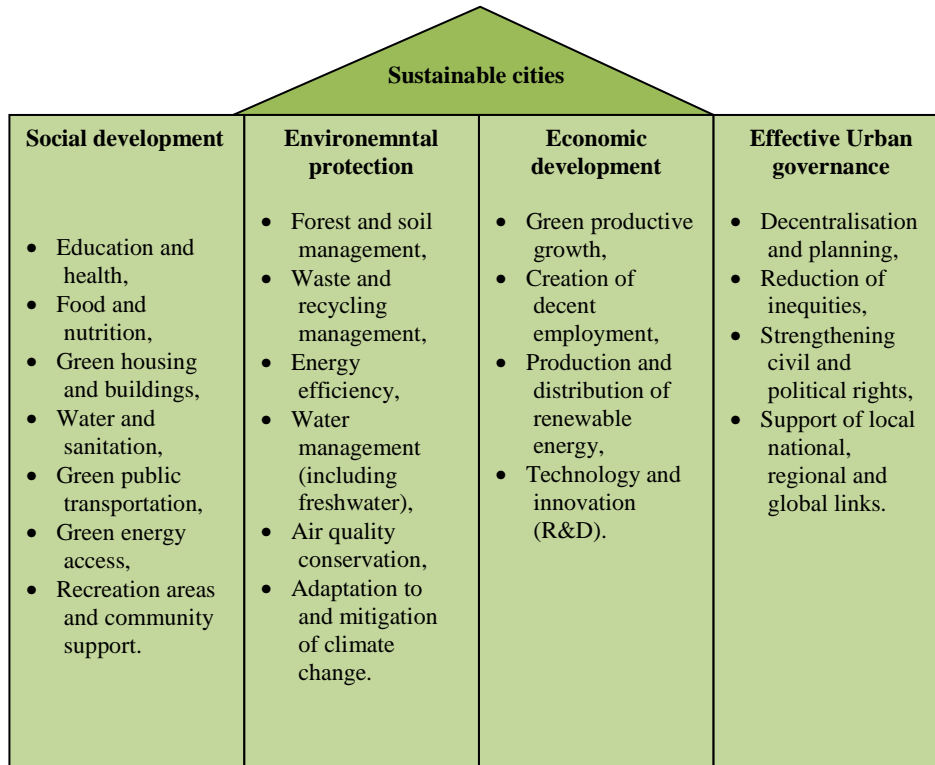 Sustainable cities
Social development
• Education and
health,
• Food and
nutrition,
• Green housing
and buildings,
• Water and
sanitation,
• Green public
transportation,
• Green energy
access,
• Recreation areas
and community
support.
Environemntal
protection
• Forest and soil
management,
• Waste and
recycling
management,
• Energy
efficiency,
• Water
management
(including
freshwater),
• Air quality
conservation,
• Adaptation to
and mitigation
of climate
change.
Economic
development
• Green productive
growth,
• Creation of
decent
employment,
• Production and
distribution of
renewable
energy,
• Technology and
innovation
(R&D).
Effective Urban
governance
• Decentralisation
and planning,
• Reduction of
inequities,
• Strengthening
civil and
political rights,
• Support of local
national,
regional and
global links.